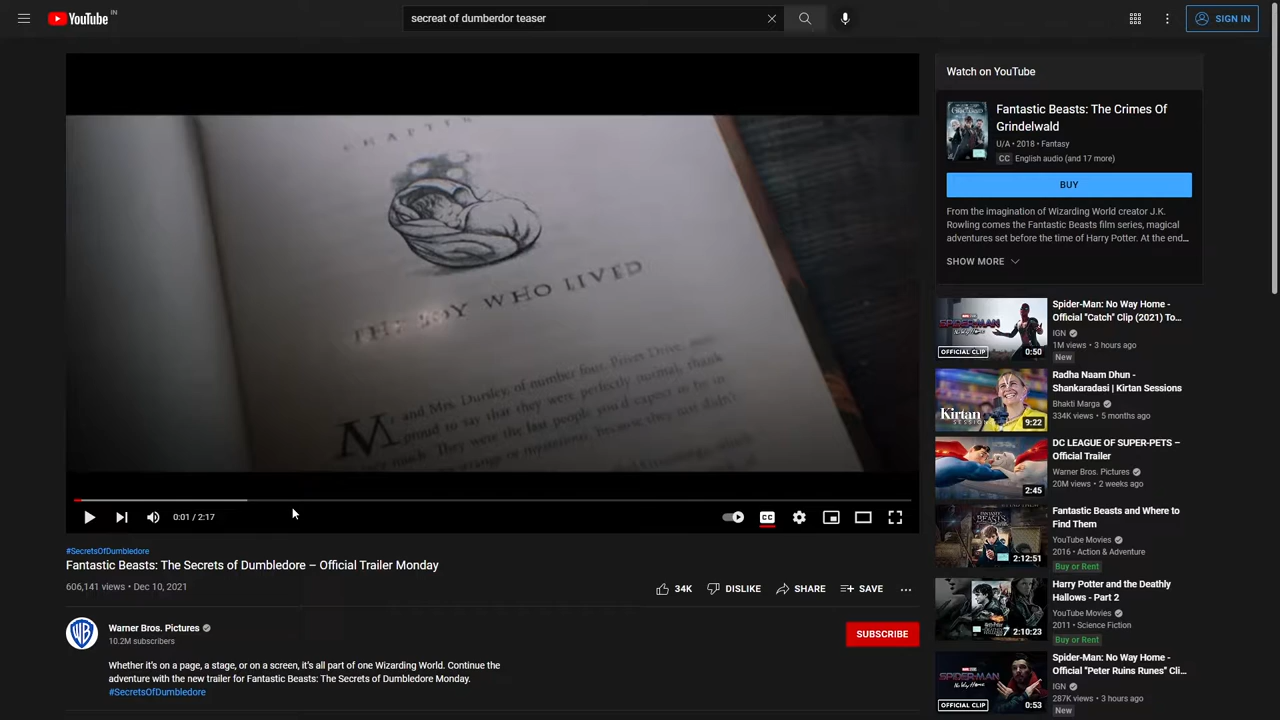 YouTube IN
secreat of dumberdor teaser
SIGN IN
CHAPTER
THE BOY WHO LIVED
Mr and Mrs. Dursley, of number four, Privet Drive, were
proud to say that they were perfectly normal, thank
They were the last people you'd expect to be in
because they just didn't
0:01 / 2:17
CC
#SecretsOfDumbledore
Fantastic Beasts: The Secrets of Dumbledore – Official Trailer Monday
606,141 views • Dec 10, 2021
34K
DISLIKE
SHARE
SAVE
WB
Warner Bros. Pictures
10.2M subscribers
SUBSCRIBE
Whether it's on a page, a stage, or on a screen, it's all part of one Wizarding World. Continue the
adventure with the new trailer for Fantastic Beasts: The Secrets of Dumbledore Monday.
#SecretsOfDumbledore
Watch on YouTube
Fantastic Beasts: The Crimes Of
Grindelwald
U/A • 2018 • Fantasy
CC English audio (and 17 more)
BUY
From the imagination of Wizarding World creator J.K.
Rowling comes the Fantastic Beasts film series, magical
adventures set before the time of Harry Potter. At the end...
SHOW MORE
SPIDER-MAN
OFFICIAL CLIP
0:50
Spider-Man: No Way Home -
Official "Catch" Clip (2021) To...
IGN
1M views • 3 hours ago
New
Kirtan
SESSIONS
9:22
Radha Naam Dhun -
Shankaradasi | Kirtan Sessions
Bhakti Marga
334K views • 5 months ago
2:45
DC LEAGUE OF SUPER-PETS –
Official Trailer
Warner Bros. Pictures
20M views • 2 weeks ago
2:12:51
Fantastic Beasts and Where to
Find Them
YouTube Movies
2016 • Action & Adventure
Buy or Rent
2:10:23
Harry Potter and the Deathly
Hallows - Part 2
YouTube Movies
2011 • Science Fiction
Buy or Rent
SPIDER-MAN
OFFICIAL CLIP
0:53
Spider-Man: No Way Home -
Official "Peter Ruins Runes" Cli...
IGN
287K views • 3 hours ago
New